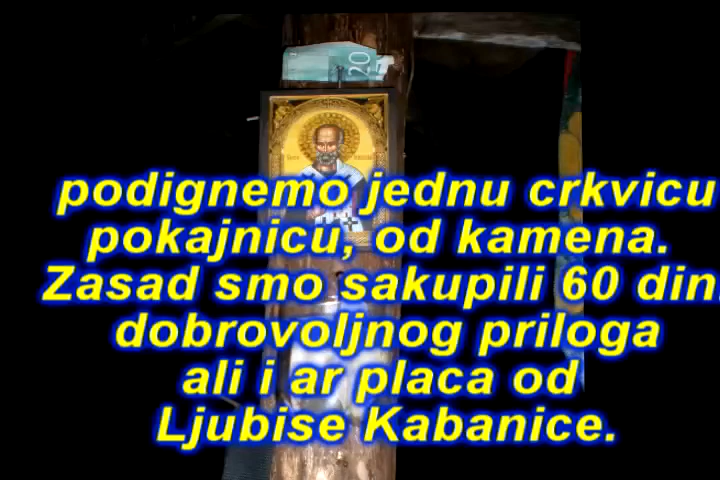 20
podignemo jednu crkvicu
pokajnicu, od kamena.
Zasad smo sakupili 60 din.
dobrovoljnog priloga
ali i ar placa od
Ljubise Kabanice.